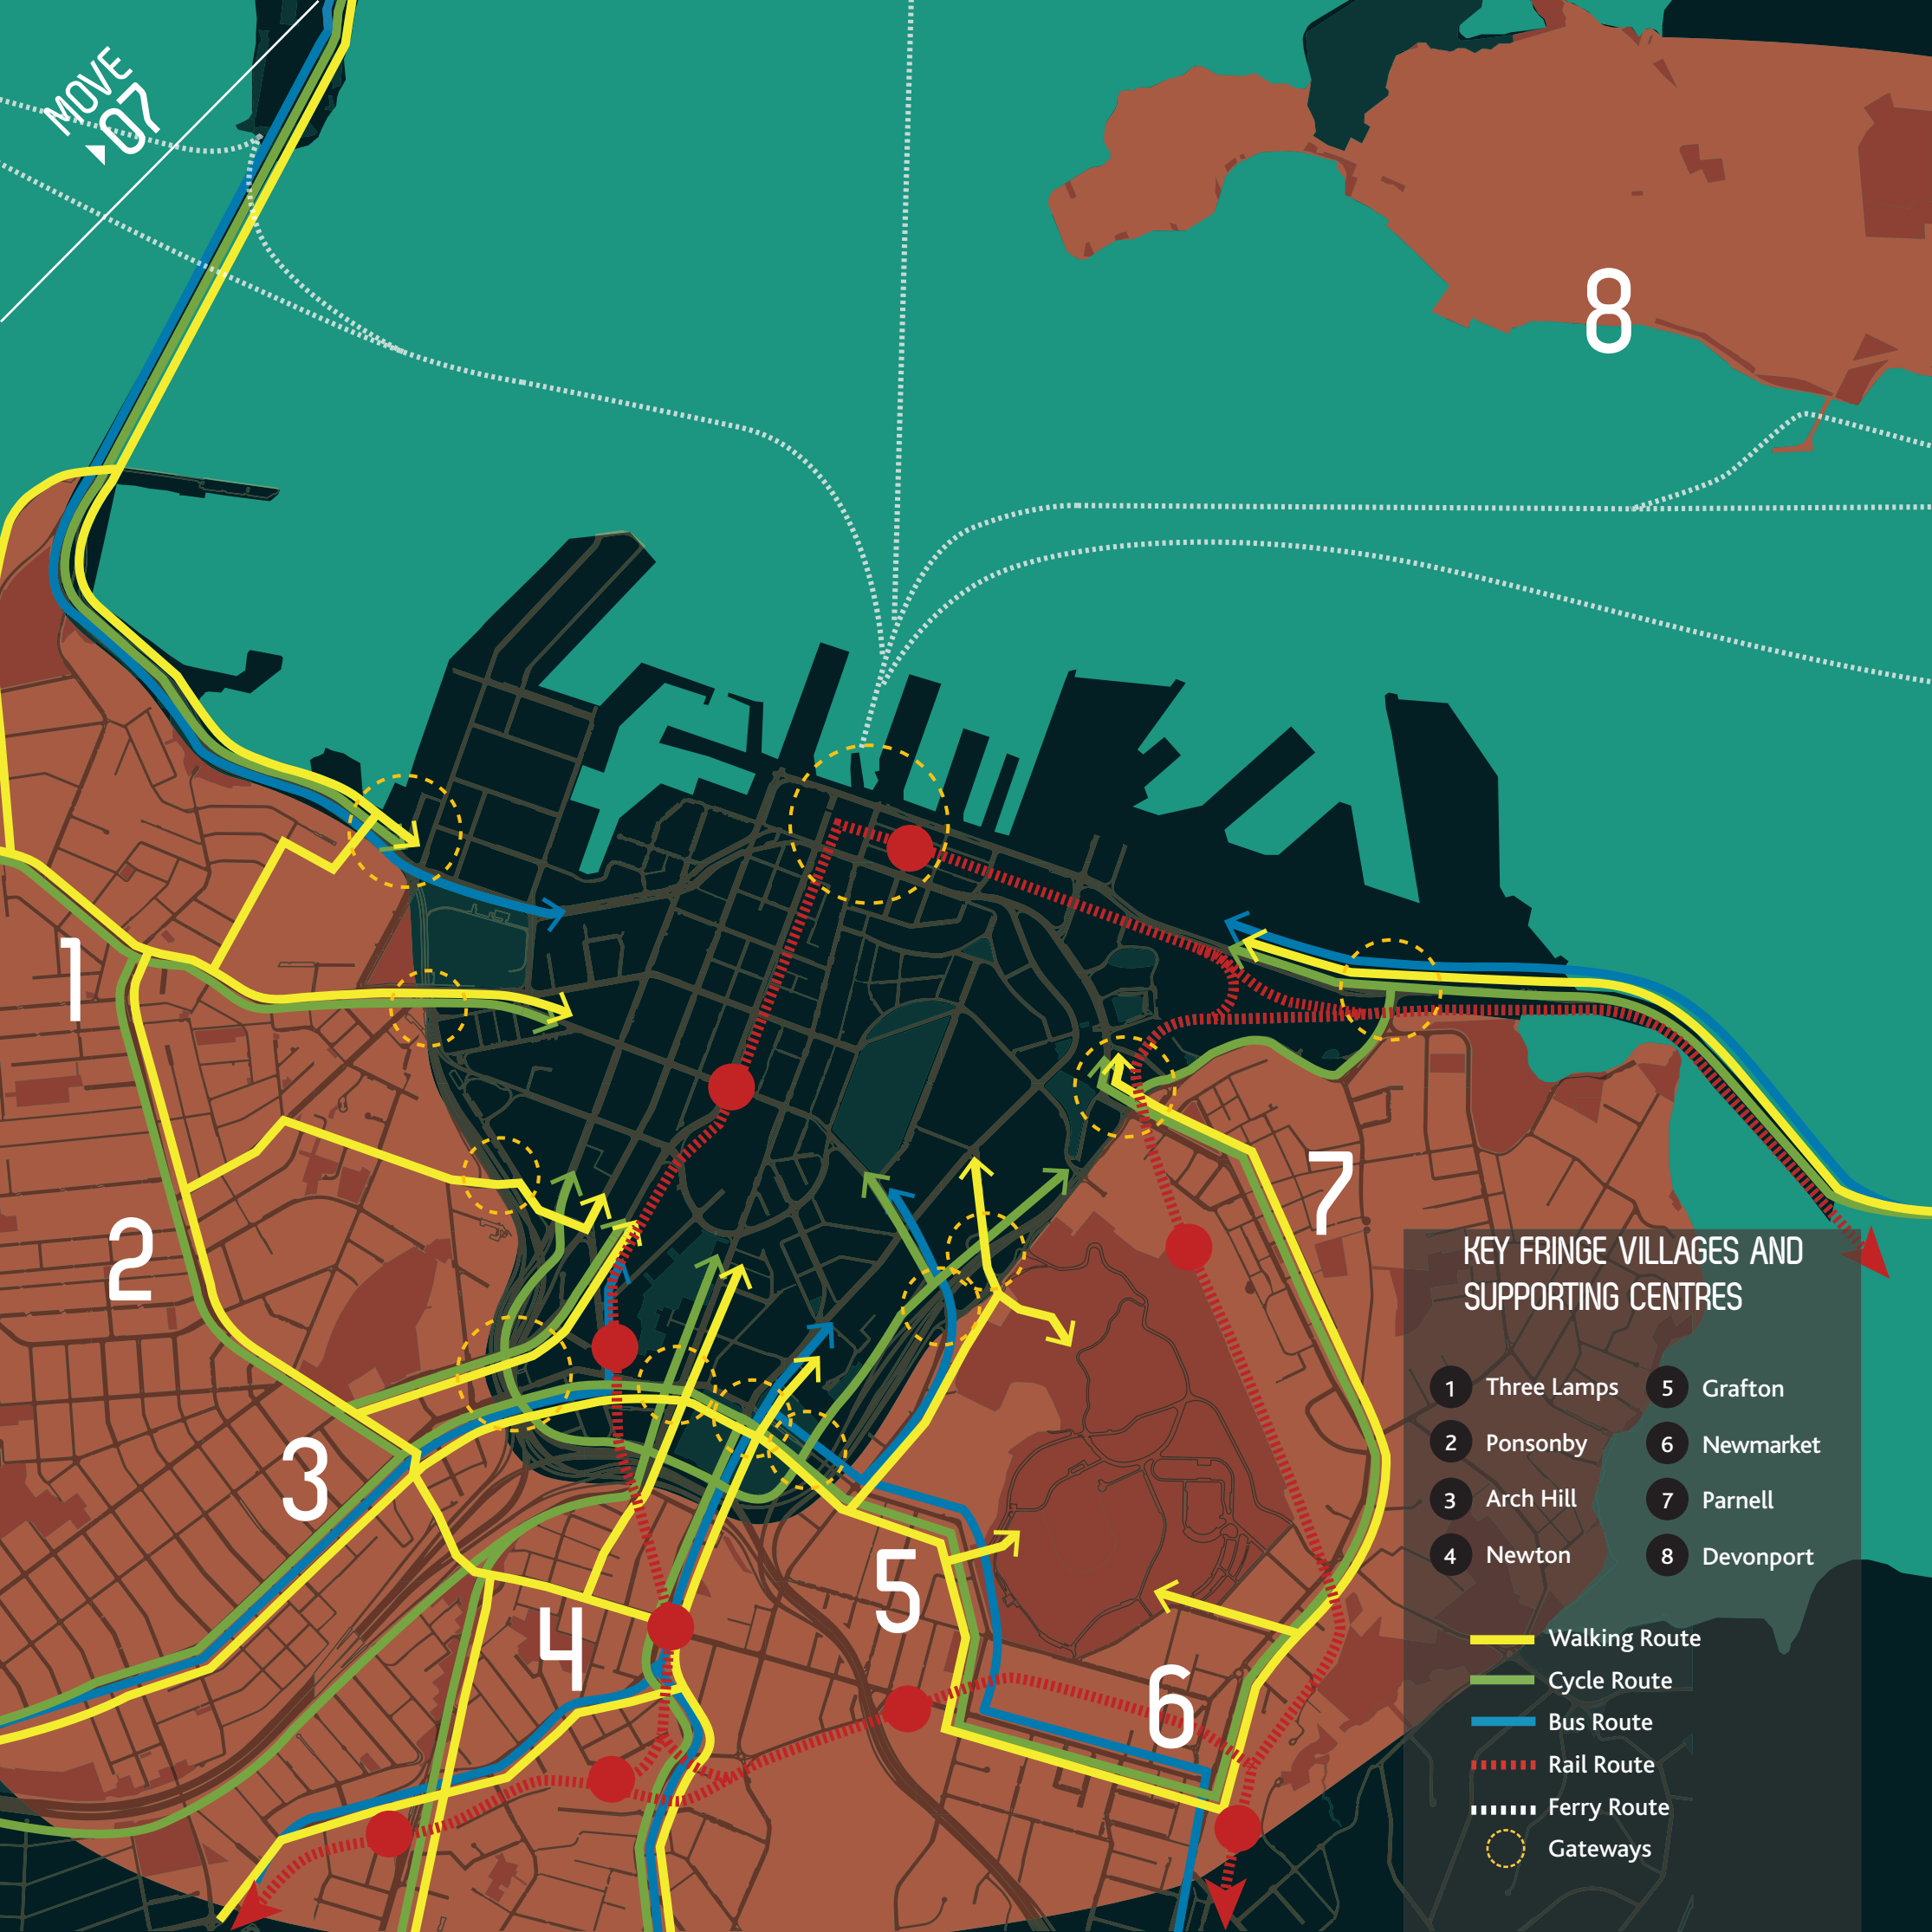 MOVE
07
8
1
2
7
3
5
4
6
KEY FRINGE VILLAGES AND
SUPPORTING CENTRES
1 Three Lamps
2 Ponsonby
3 Arch Hill
4 Newton
5 Grafton
6 Newmarket
7 Parnell
8 Devonport
Walking Route
Cycle Route
Bus Route
Rail Route
Ferry Route
Gateways